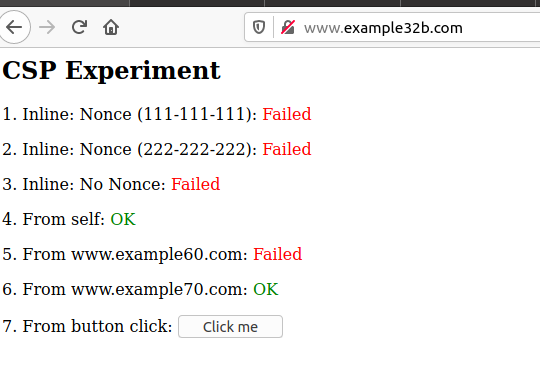 www.example32b.com
CSP Experiment
1. Inline: Nonce (111-111-111): Failed
2. Inline: Nonce (222-222-222): Failed
3. Inline: No Nonce: Failed
4. From self: OK
5. From www.example60.com: Failed
6. From www.example70.com: OK
7. From button click: Click me